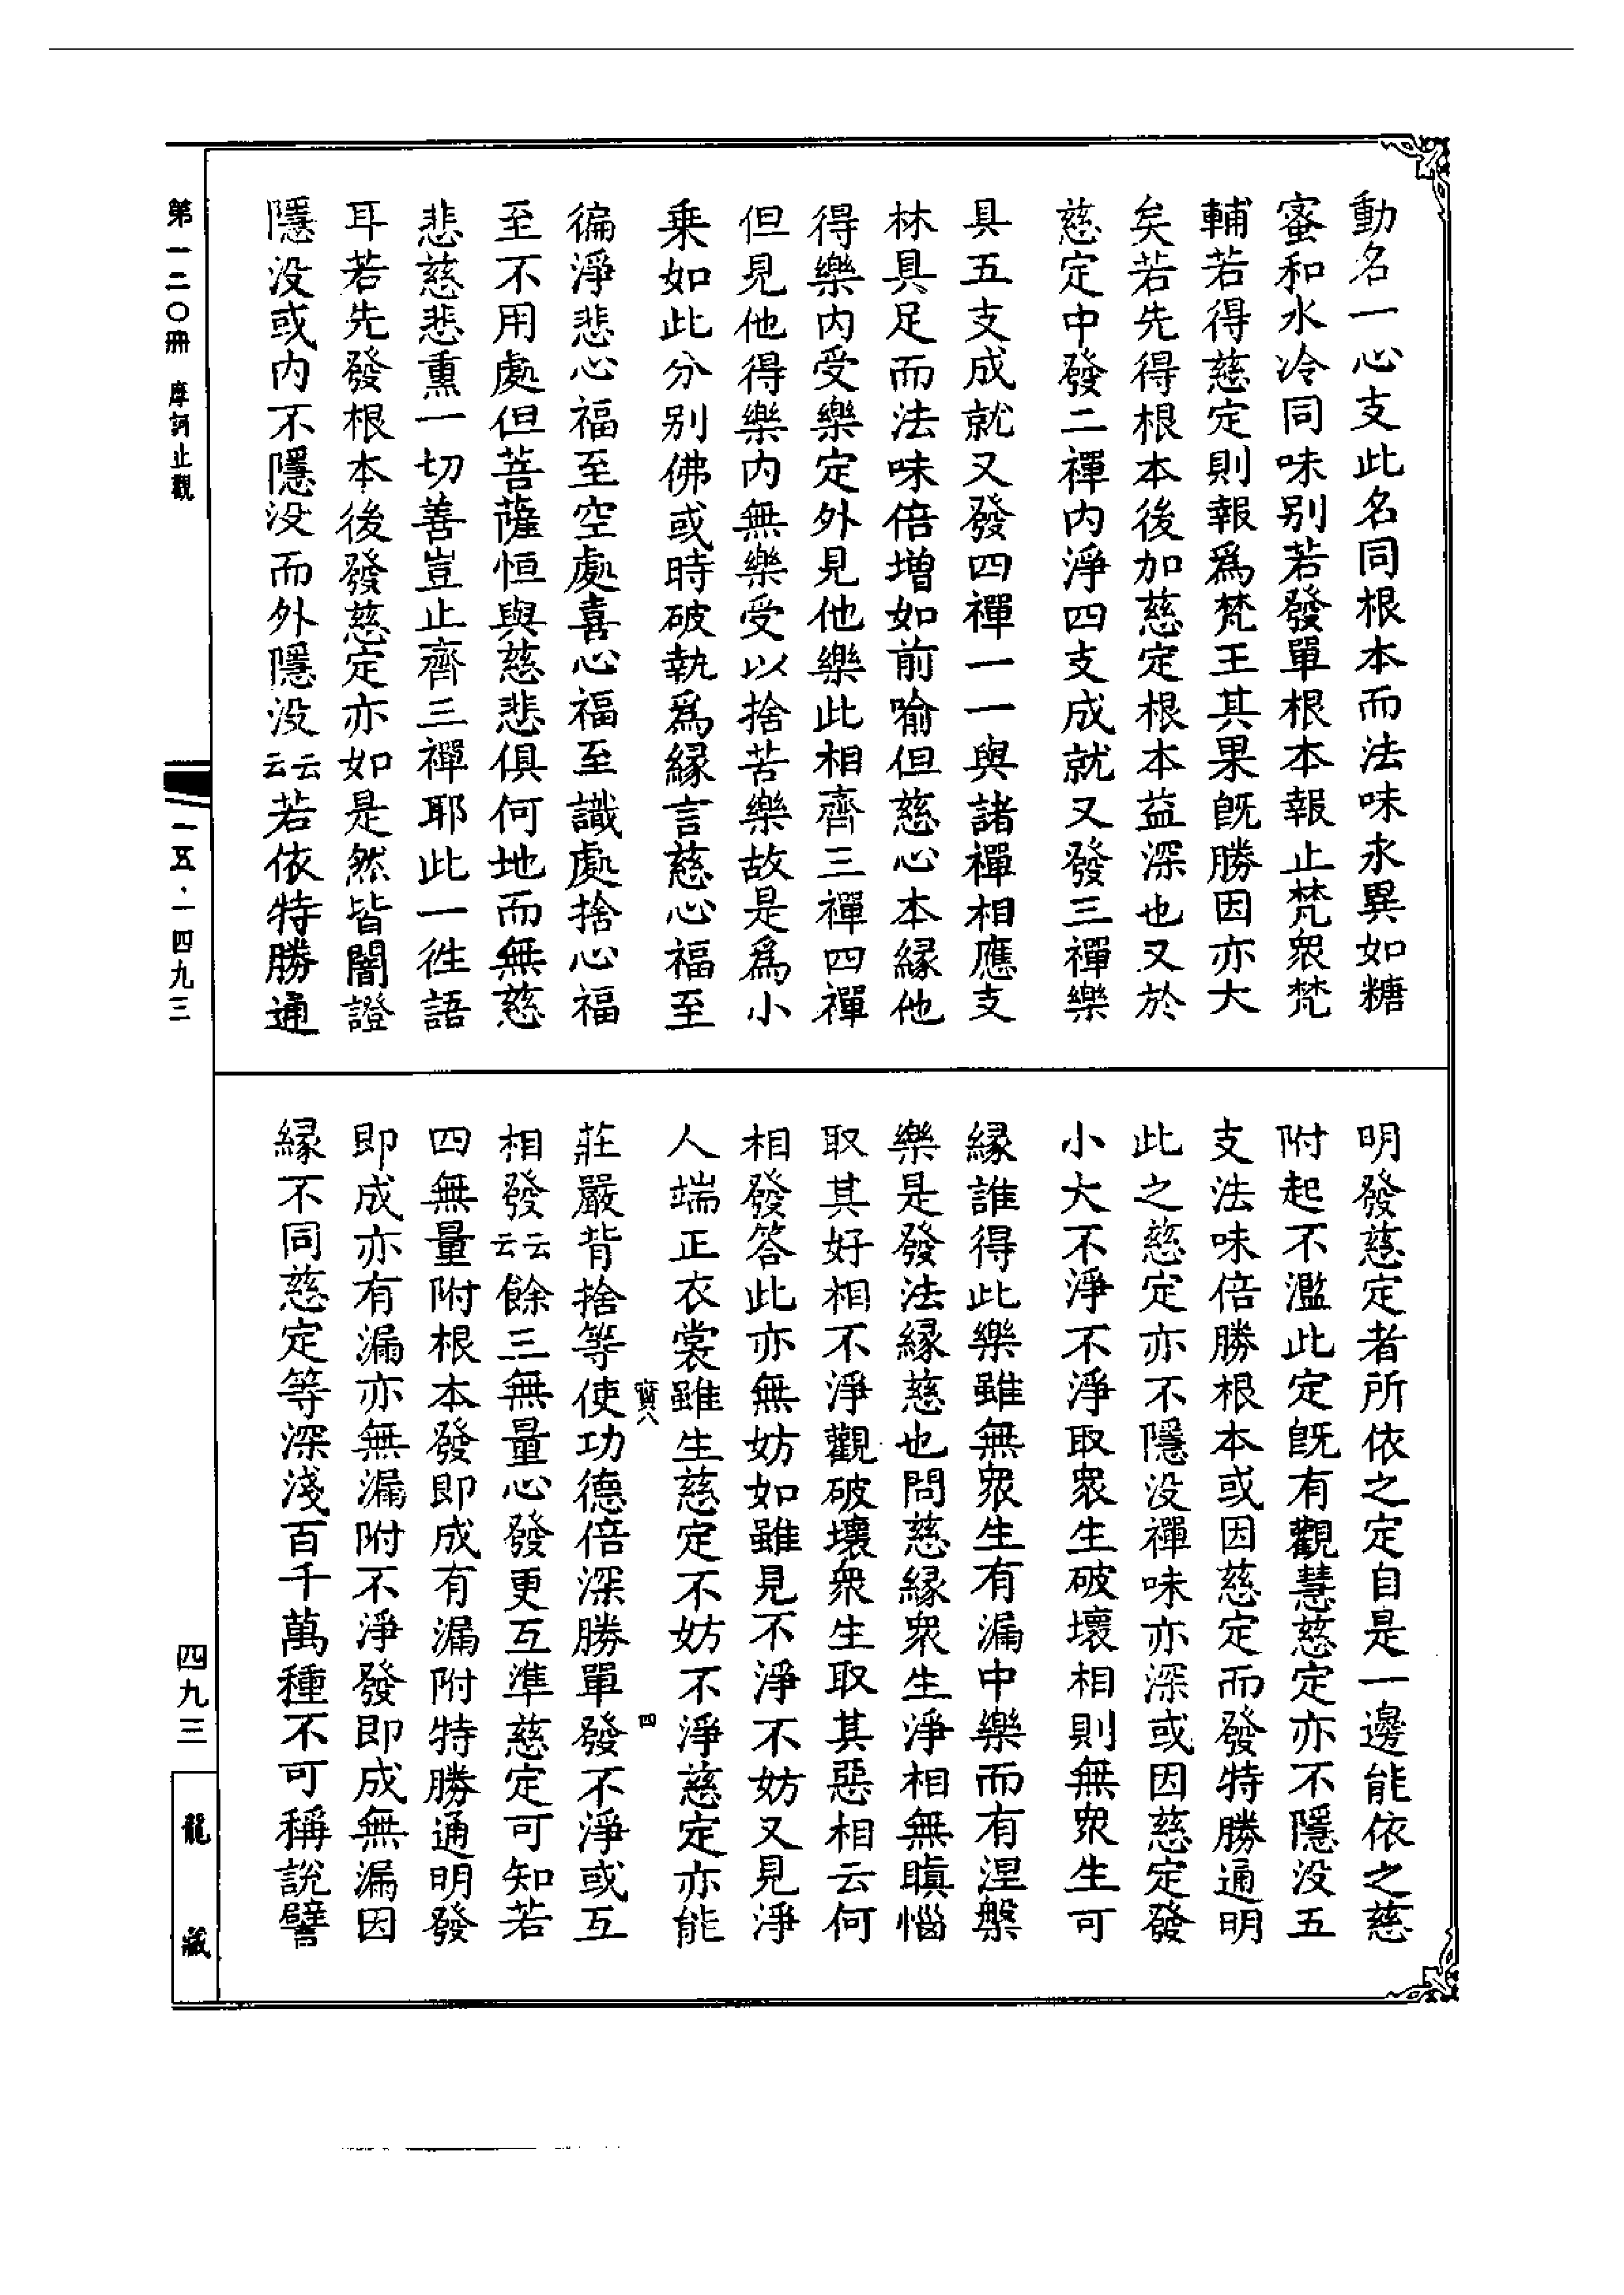 動名一心支此名同根本而法味永異如糖
蜜和水冷同味别若發單根本報止梵衆梵
輔若得慈定則報爲梵王其果旣勝因亦大
矣若先得根本後加慈定根本益深也又於
慈定中發二禪内淨四支成就又發三禪樂
具五支成就又發四禪一一與諸禪相應支
林具足而法味倍增如前喻但慈心本緣他
得樂内受樂定外見他樂此相齊三禪四禪
但見他得樂内無樂受以捨苦樂故是爲小
乗如此分别佛或時破執爲緣言慈心福至
徧淨悲心福至空處喜心福至識處捨心福
至不用處但菩薩恒與慈悲俱何地而無慈
悲慈悲熏一切善豈止齊三禪耶此一徃語
耳若先發根本後發慈定亦如是然皆闇證
隱没或内不隱没而外隱没云云若依特勝通
明發慈定者所依之定自是一邊能依之慈
附起不濫此定旣有觀慧慈定亦不隱没五
支法味倍勝根本或因慈定而發特勝通明
此之慈定亦不隱没禪味亦深或因慈定發
小大不淨不淨取衆生破壞相則無衆生可
緣誰得此樂雖無衆生有漏中樂而有涅槃
樂是發法緣慈也問慈緣衆生淨相無瞋惱
取其好相不淨觀破壞衆生取其惡相云何
相發答此亦無妨如雖見不淨不妨又見淨
人端正衣裳雖生慈定不妨不淨慈定亦能
寳八 四
莊嚴背捨等使功德倍深勝單發不淨或互
相發云云餘三無量心發更互準慈定可知若
四無量附根本發即成有漏附特勝通明發
即成亦有漏亦無漏附不淨發即成無漏因
緣不同慈定等深淺百千萬種不可稱說譬
第一二〇冊 摩訶止觀
一五·一四九三
四九三
龍藏